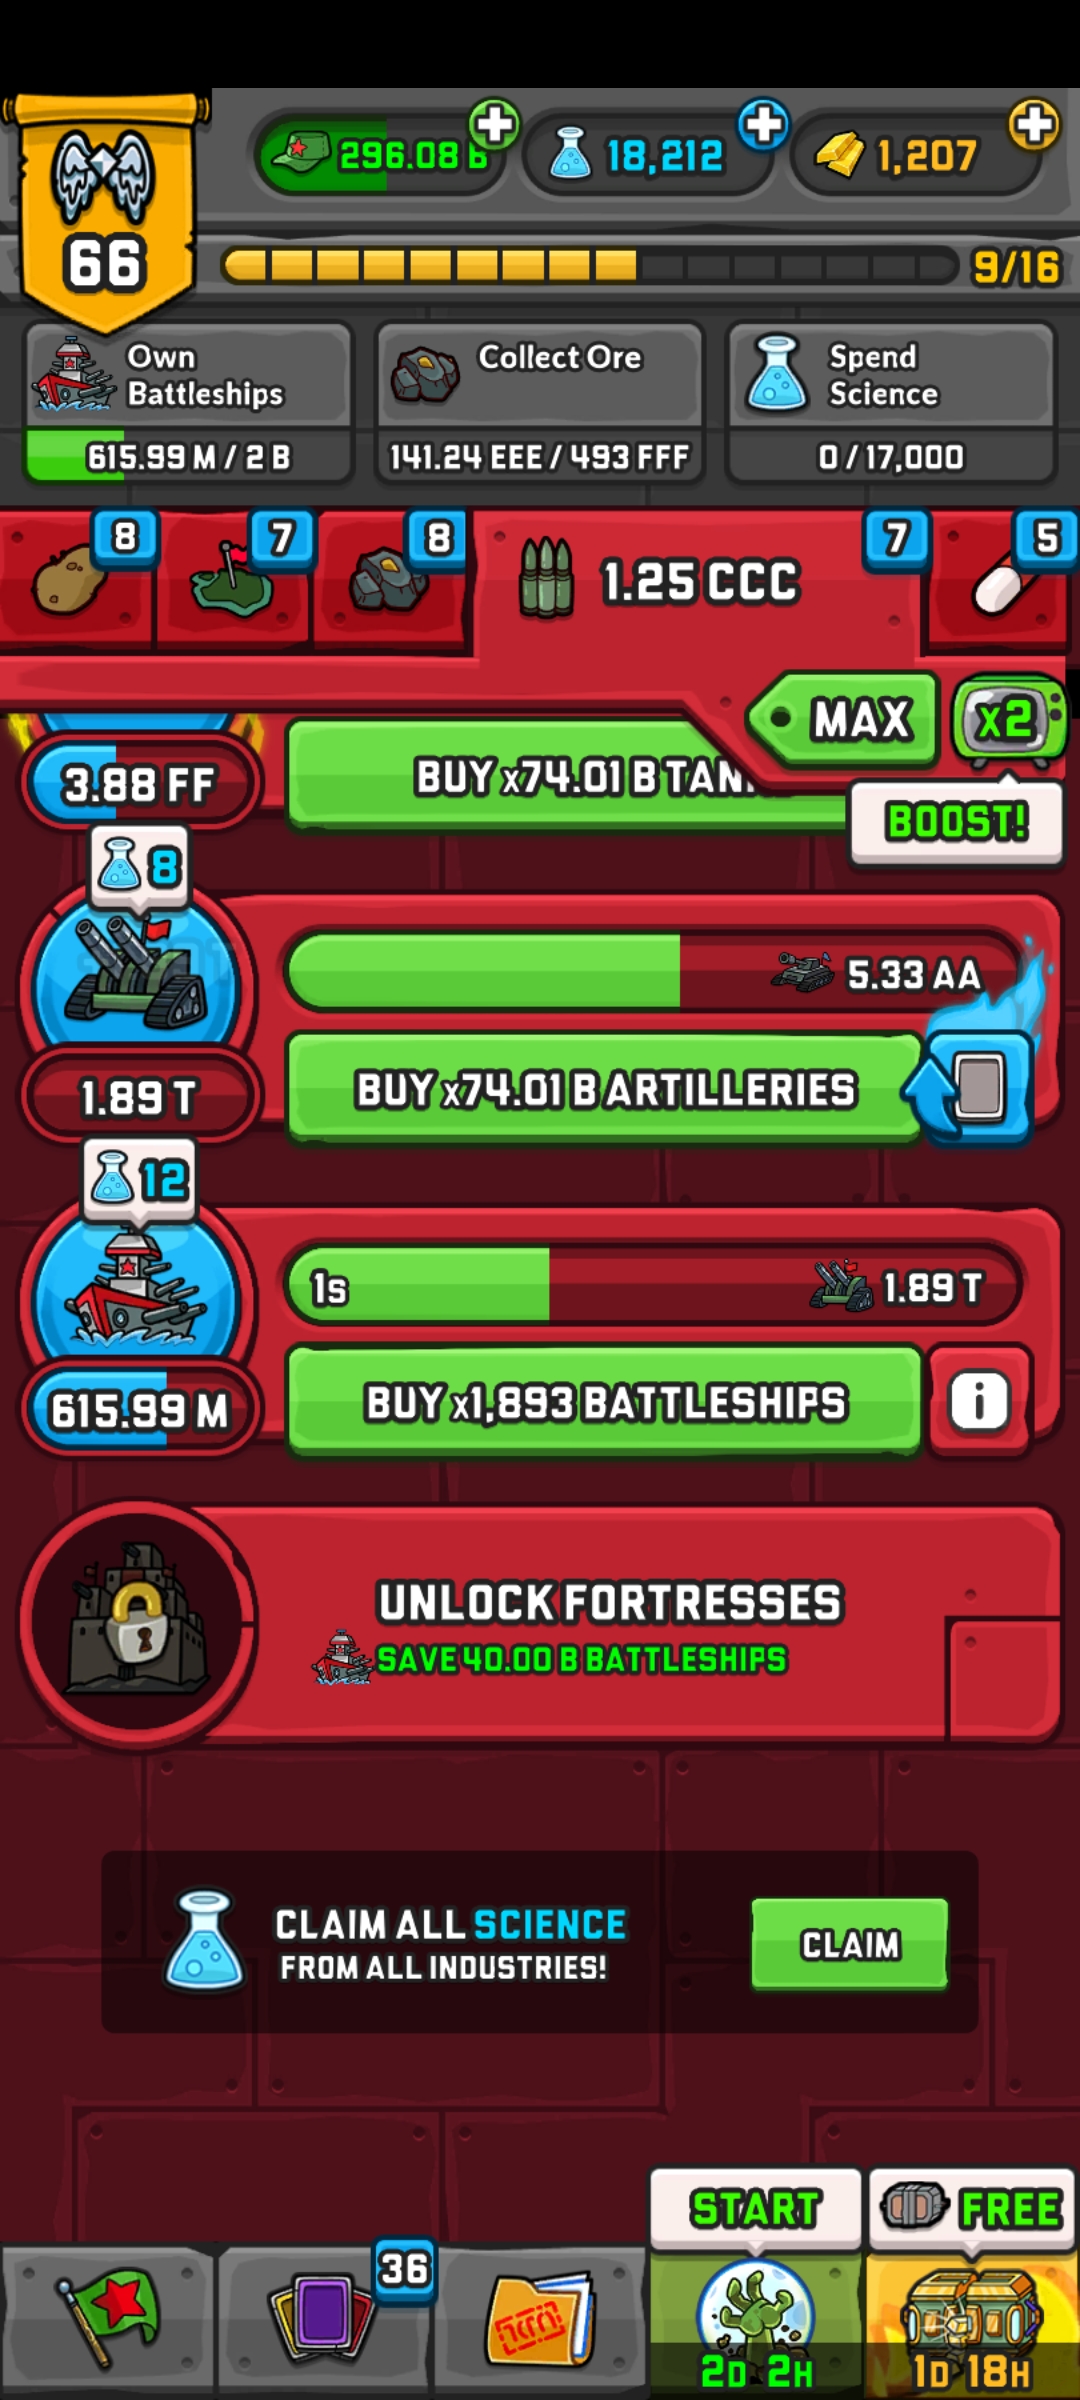 66
296.08 B
18,212
1,207
9/16
Own
Battleships
615.99 M / 2 B
Collect Ore
141.24 EEE / 493 FFF
Spend
Science
0 / 17,000
8
7
8
1.25 CCC
7
5
MAX
x2
BOOST!
3.88 FF
BUY x74.01 B TAN
8
5.33 AA
1.89 T
BUY x74.01 B ARTILLERIES
12
1s
1.89 T
615.99 M
BUY x1,893 BATTLESHIPS
i
UNLOCK FORTRESSES
SAVE 40.00 B BATTLESHIPS
CLAIM ALL SCIENCE
FROM ALL INDUSTRIES!
CLAIM
START
FREE
36
2D 2H
1D 18H